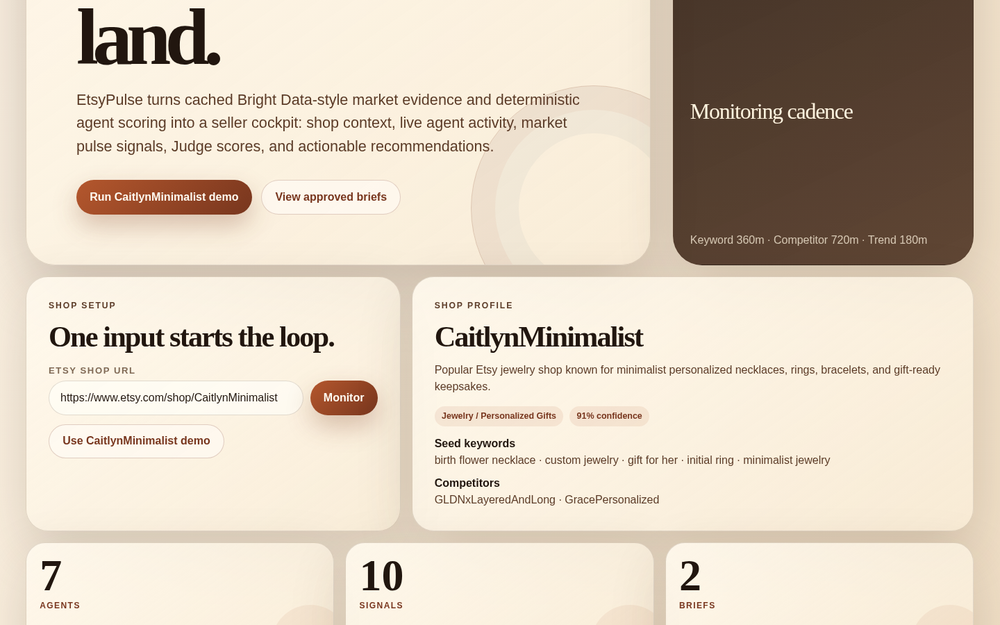 land.
EtsyPulse turns cached Bright Data-style market evidence and deterministic
agent scoring into a seller cockpit: shop context, live agent activity, market
pulse signals, Judge scores, and actionable recommendations.
Run CaitlynMinimalist demo
View approved briefs
Monitoring cadence
Keyword 360m · Competitor 720m · Trend 180m
SHOP SETUP
One input starts the loop.
ETSY SHOP URL
https://www.etsy.com/shop/CaitlynMinimalist
Monitor
Use CaitlynMinimalist demo
SHOP PROFILE
CaitlynMinimalist
Popular Etsy jewelry shop known for minimalist personalized necklaces, rings, bracelets, and gift-ready
keepsakes.
Jewelry / Personalized Gifts
91% confidence
Seed keywords
birth flower necklace · custom jewelry · gift for her · initial ring · minimalist jewelry
Competitors
GLDNxLayeredAndLong · GracePersonalized
7
AGENTS
10
SIGNALS
2
BRIEFS